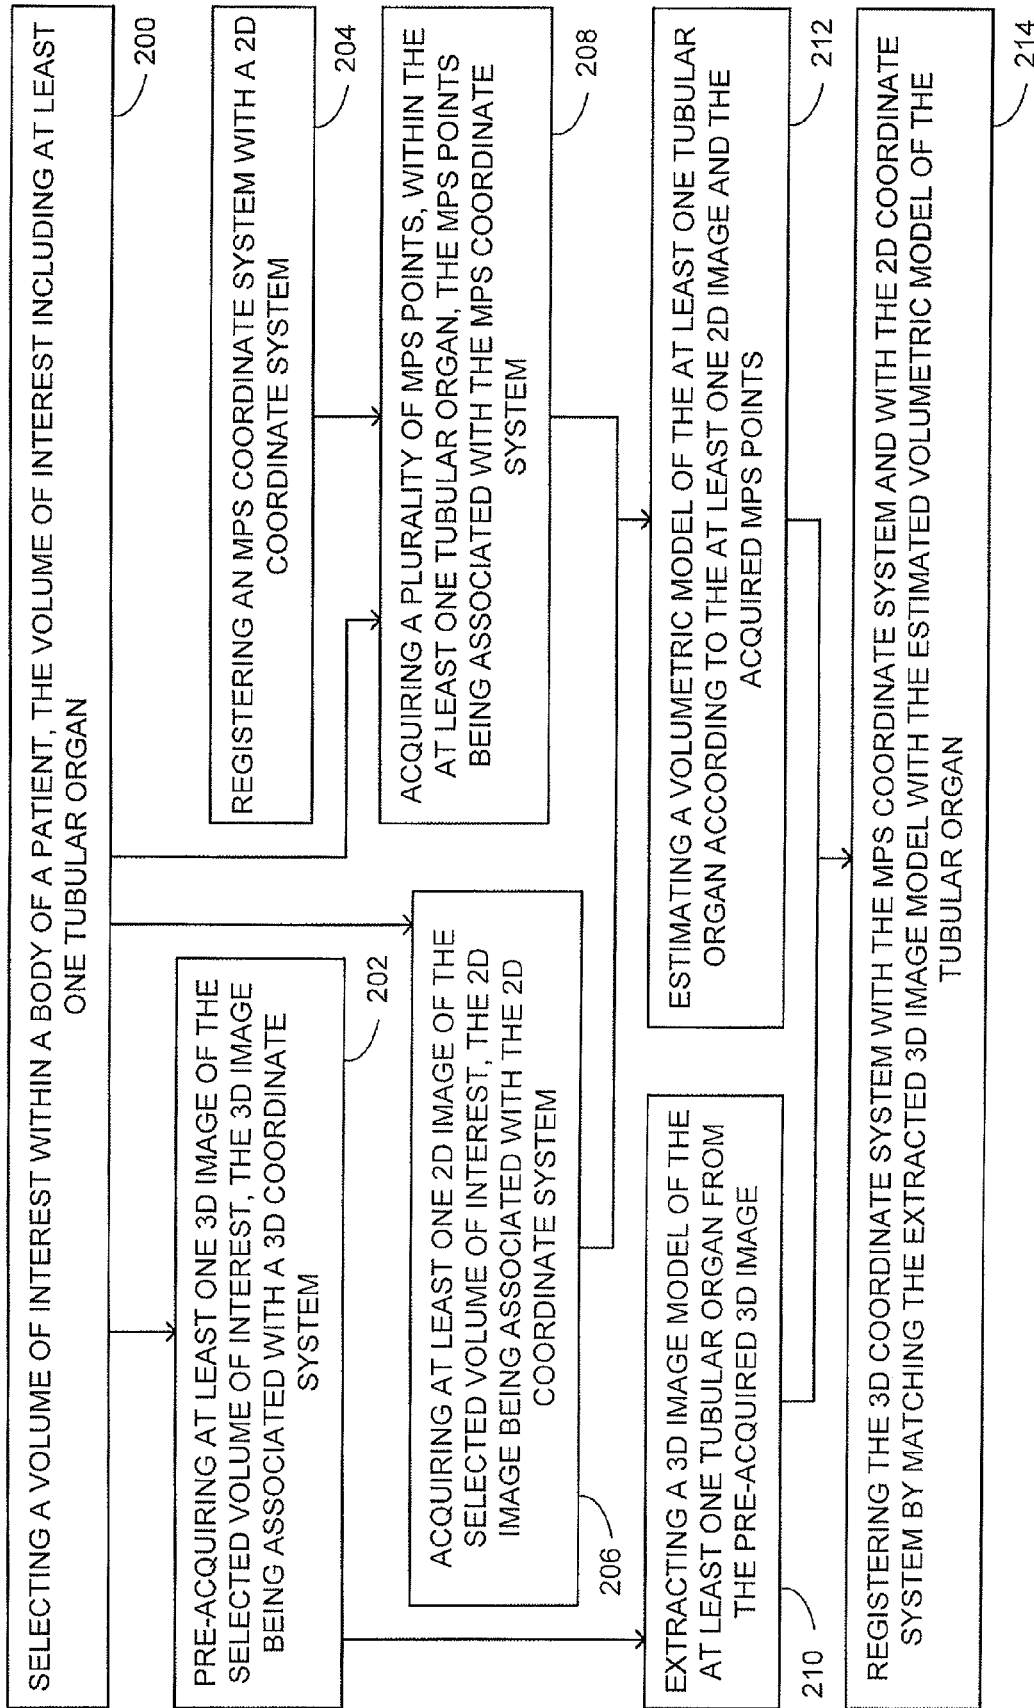 SELECTING A VOLUME OF INTEREST WITHIN A BODY OF A PATIENT, THE VOLUME OF INTEREST INCLUDING AT LEAST
ONE TUBULAR ORGAN
200
PRE-ACQUIRING AT LEAST ONE 3D IMAGE OF THE
SELECTED VOLUME OF INTEREST, THE 3D IMAGE
BEING ASSOCIATED WITH A 3D COORDINATE
SYSTEM
202
REGISTERING AN MPS COORDINATE SYSTEM WITH A 2D
COORDINATE SYSTEM
204
ACQUIRING AT LEAST ONE 2D IMAGE OF THE
SELECTED VOLUME OF INTEREST, THE 2D
IMAGE BEING ASSOCIATED WITH THE 2D
COORDINATE SYSTEM
206
ACQUIRING A PLURALITY OF MPS POINTS, WITHIN THE
AT LEAST ONE TUBULAR ORGAN, THE MPS POINTS
BEING ASSOCIATED WITH THE MPS COORDINATE
SYSTEM
208
EXTRACTING A 3D IMAGE MODEL OF THE
AT LEAST ONE TUBULAR ORGAN FROM
THE PRE-ACQUIRED 3D IMAGE
210
ESTIMATING A VOLUMETRIC MODEL OF THE AT LEAST ONE TUBULAR
ORGAN ACCORDING TO THE AT LEAST ONE 2D IMAGE AND THE
ACQUIRED MPS POINTS
212
REGISTERING THE 3D COORDINATE SYSTEM WITH THE MPS COORDINATE SYSTEM AND WITH THE 2D COORDINATE
SYSTEM BY MATCHING THE EXTRACTED 3D IMAGE MODEL WITH THE ESTIMATED VOLUMETRIC MODEL OF THE
TUBULAR ORGAN
214